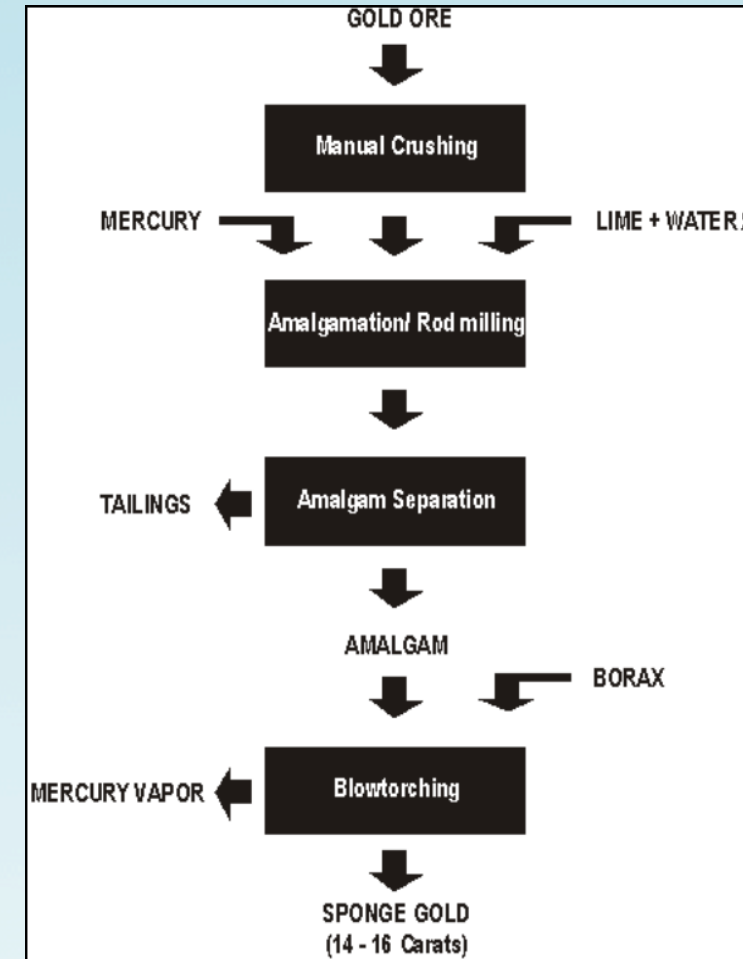 GOLD ORE
Manual Crushing
MERCURY
LIME + WATER
Amalgamation/ Rod milling
TAILINGS
Amalgam Separation
AMALGAM
BORAX
MERCURY VAPOR
Blowtorching
SPONGE GOLD
(14 - 16 Carats)